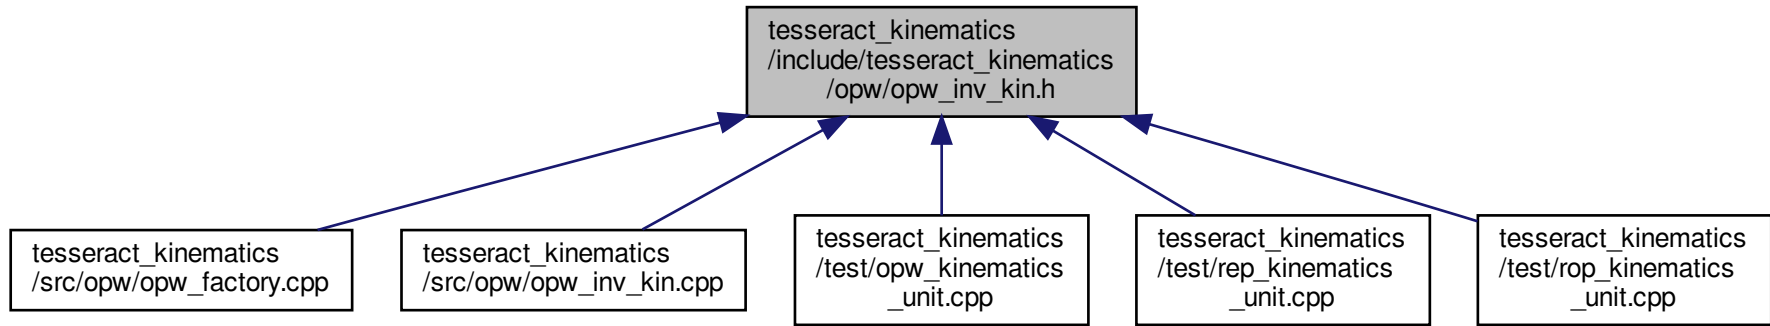 tesseract_kinematics
/include/tesseract_kinematics
/opw/opw_inv_kin.h
tesseract_kinematics
/src/opw/opw_factory.cpp
tesseract_kinematics
/src/opw/opw_inv_kin.cpp
tesseract_kinematics
/test/opw_kinematics
_unit.cpp
tesseract_kinematics
/test/rep_kinematics
_unit.cpp
tesseract_kinematics
/test/rop_kinematics
_unit.cpp